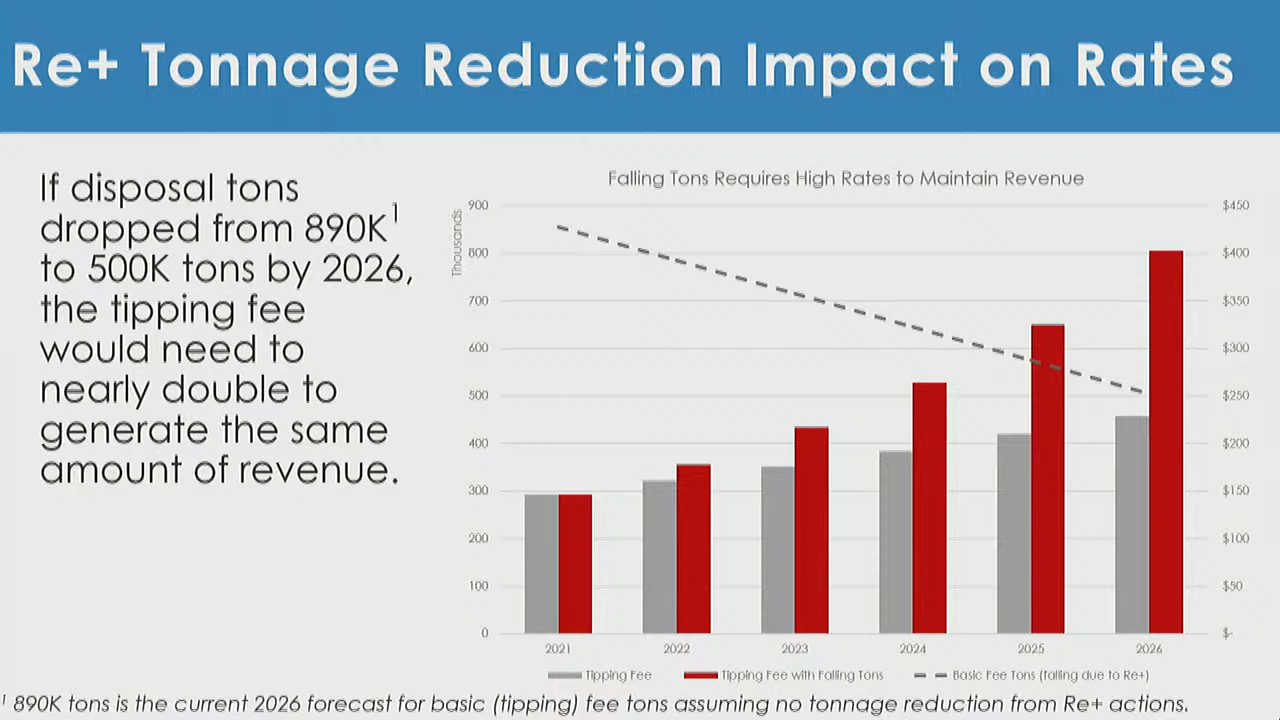 Re+ Tonnage Reduction Impact on Rates
If disposal tons
dropped from 890K¹
to 500K tons by 2026,
the tipping fee
would need to
nearly double to
generate the same
amount of revenue.
Falling Tons Requires High Rates to Maintain Revenue
Thousands
900
800
700
600
500
400
300
200
100
0
$450
$400
$350
$300
$250
$200
$150
$100
$50
$-
2021 2022 2023 2024 2025 2026
Tipping Fee Tipping Fee with Falling Tons Basic Fee Tons (falling due to Re+)
¹ 890K tons is the current 2026 forecast for basic (tipping) fee tons assuming no tonnage reduction from Re+ actions.